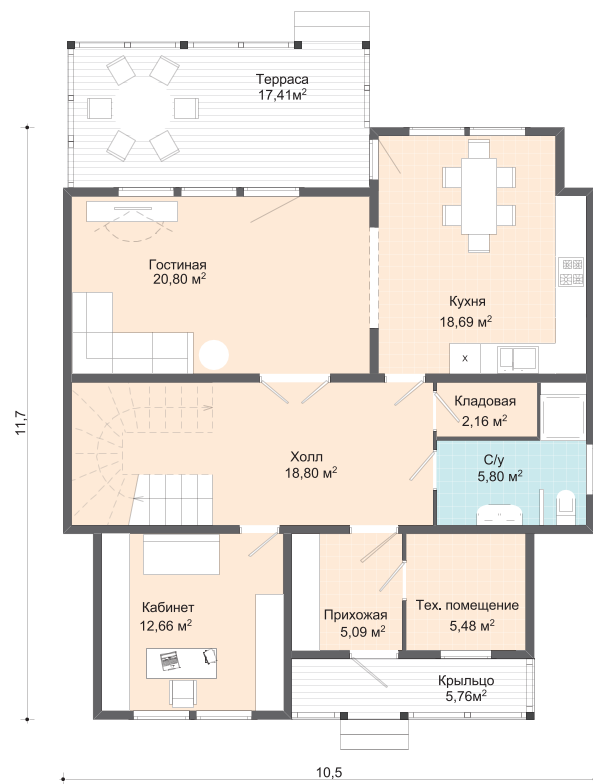 Терраса
17,41м²
Гостиная
20,80 м²
Кухня
18,69 м²
x
Кладовая
2,16 м²
11,7
Холл
18,80 м²
С/у
5,80 м²
Кабинет
12,66 м²
Прихожая
5,09 м²
Тех. помещение
5,48 м²
Крыльцо
5,76м²
10,5